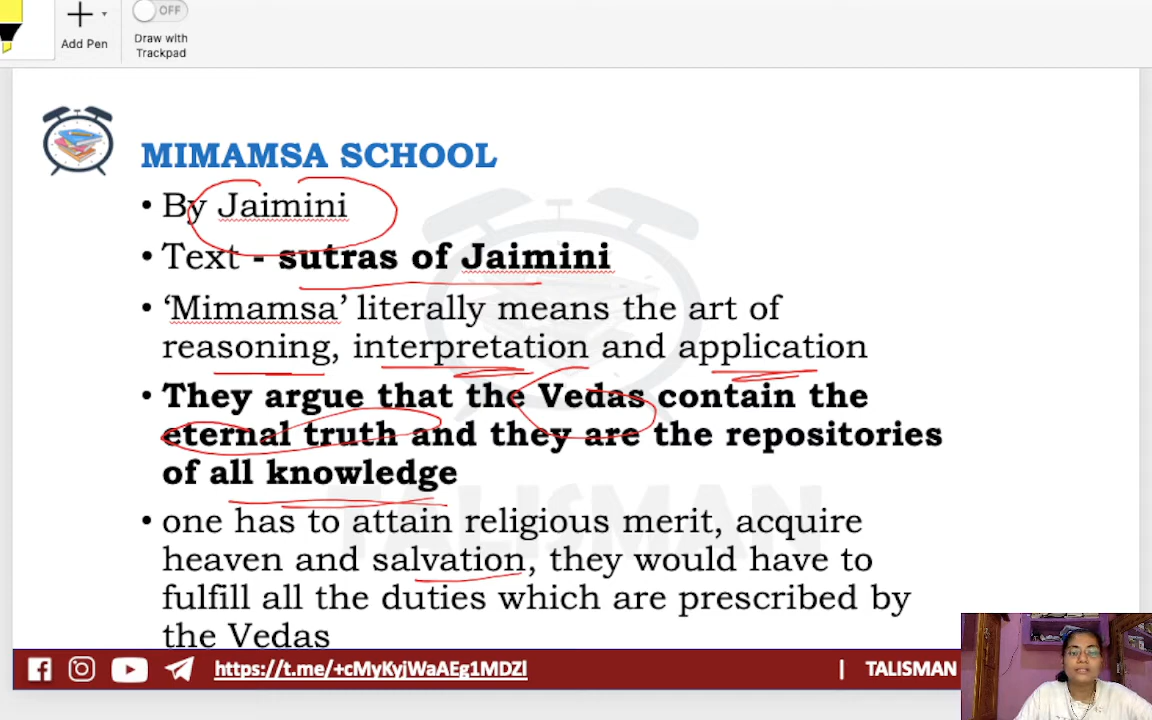 OFF
Add Pen
Draw with
Trackpad
MIMAMSA SCHOOL
• By Jaimini
• Text - sutras of Jaimini
• ‘Mimamsa’ literally means the art of
reasoning, interpretation and application
• They argue that the Vedas contain the
eternal truth and they are the repositories
of all knowledge
TALISMAN
• one has to attain religious merit, acquire
heaven and salvation, they would have to
fulfill all the duties which are prescribed by
the Vedas
https://t.me/+cMyKyjWaAEg1MDZl
| TALISMAN